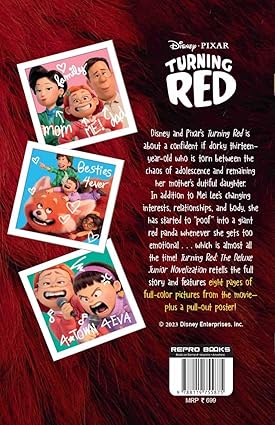 Disney · PIXAR
TURNING
RED
family
MOM
ME!
Dad
Besties
4ever
4★TOWN 4EVA
Disney and Pixar's Turning Red is
about a confident if dorky thirteen-
year-old who is torn between the
chaos of adolescence and remaining
her mother's dutiful daughter.
In addition to Mei Lee's changing
interests, relationships, and body, she
has started to "poof" into a giant
red panda whenever she gets too
emotional . . . which is almost all
the time! Turning Red: The Deluxe
Junior Novelization retells the full
story and features eight pages of
full-color pictures from the movie—
plus a pull-out poster!
© 2023 Disney Enterprises, Inc.
REPRO BOOKS
9 788119 755875
MRP ₹ 699